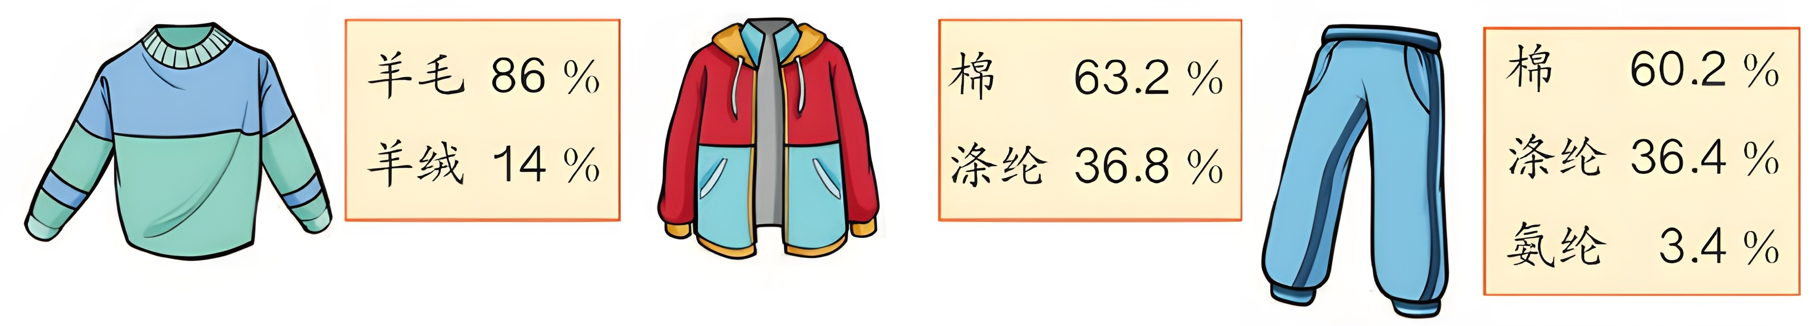 羊毛 86 %
羊绒 14 %
棉 63.2 %
涤纶 36.8 %
棉 60.2 %
涤纶 36.4 %
氨纶 3.4 %